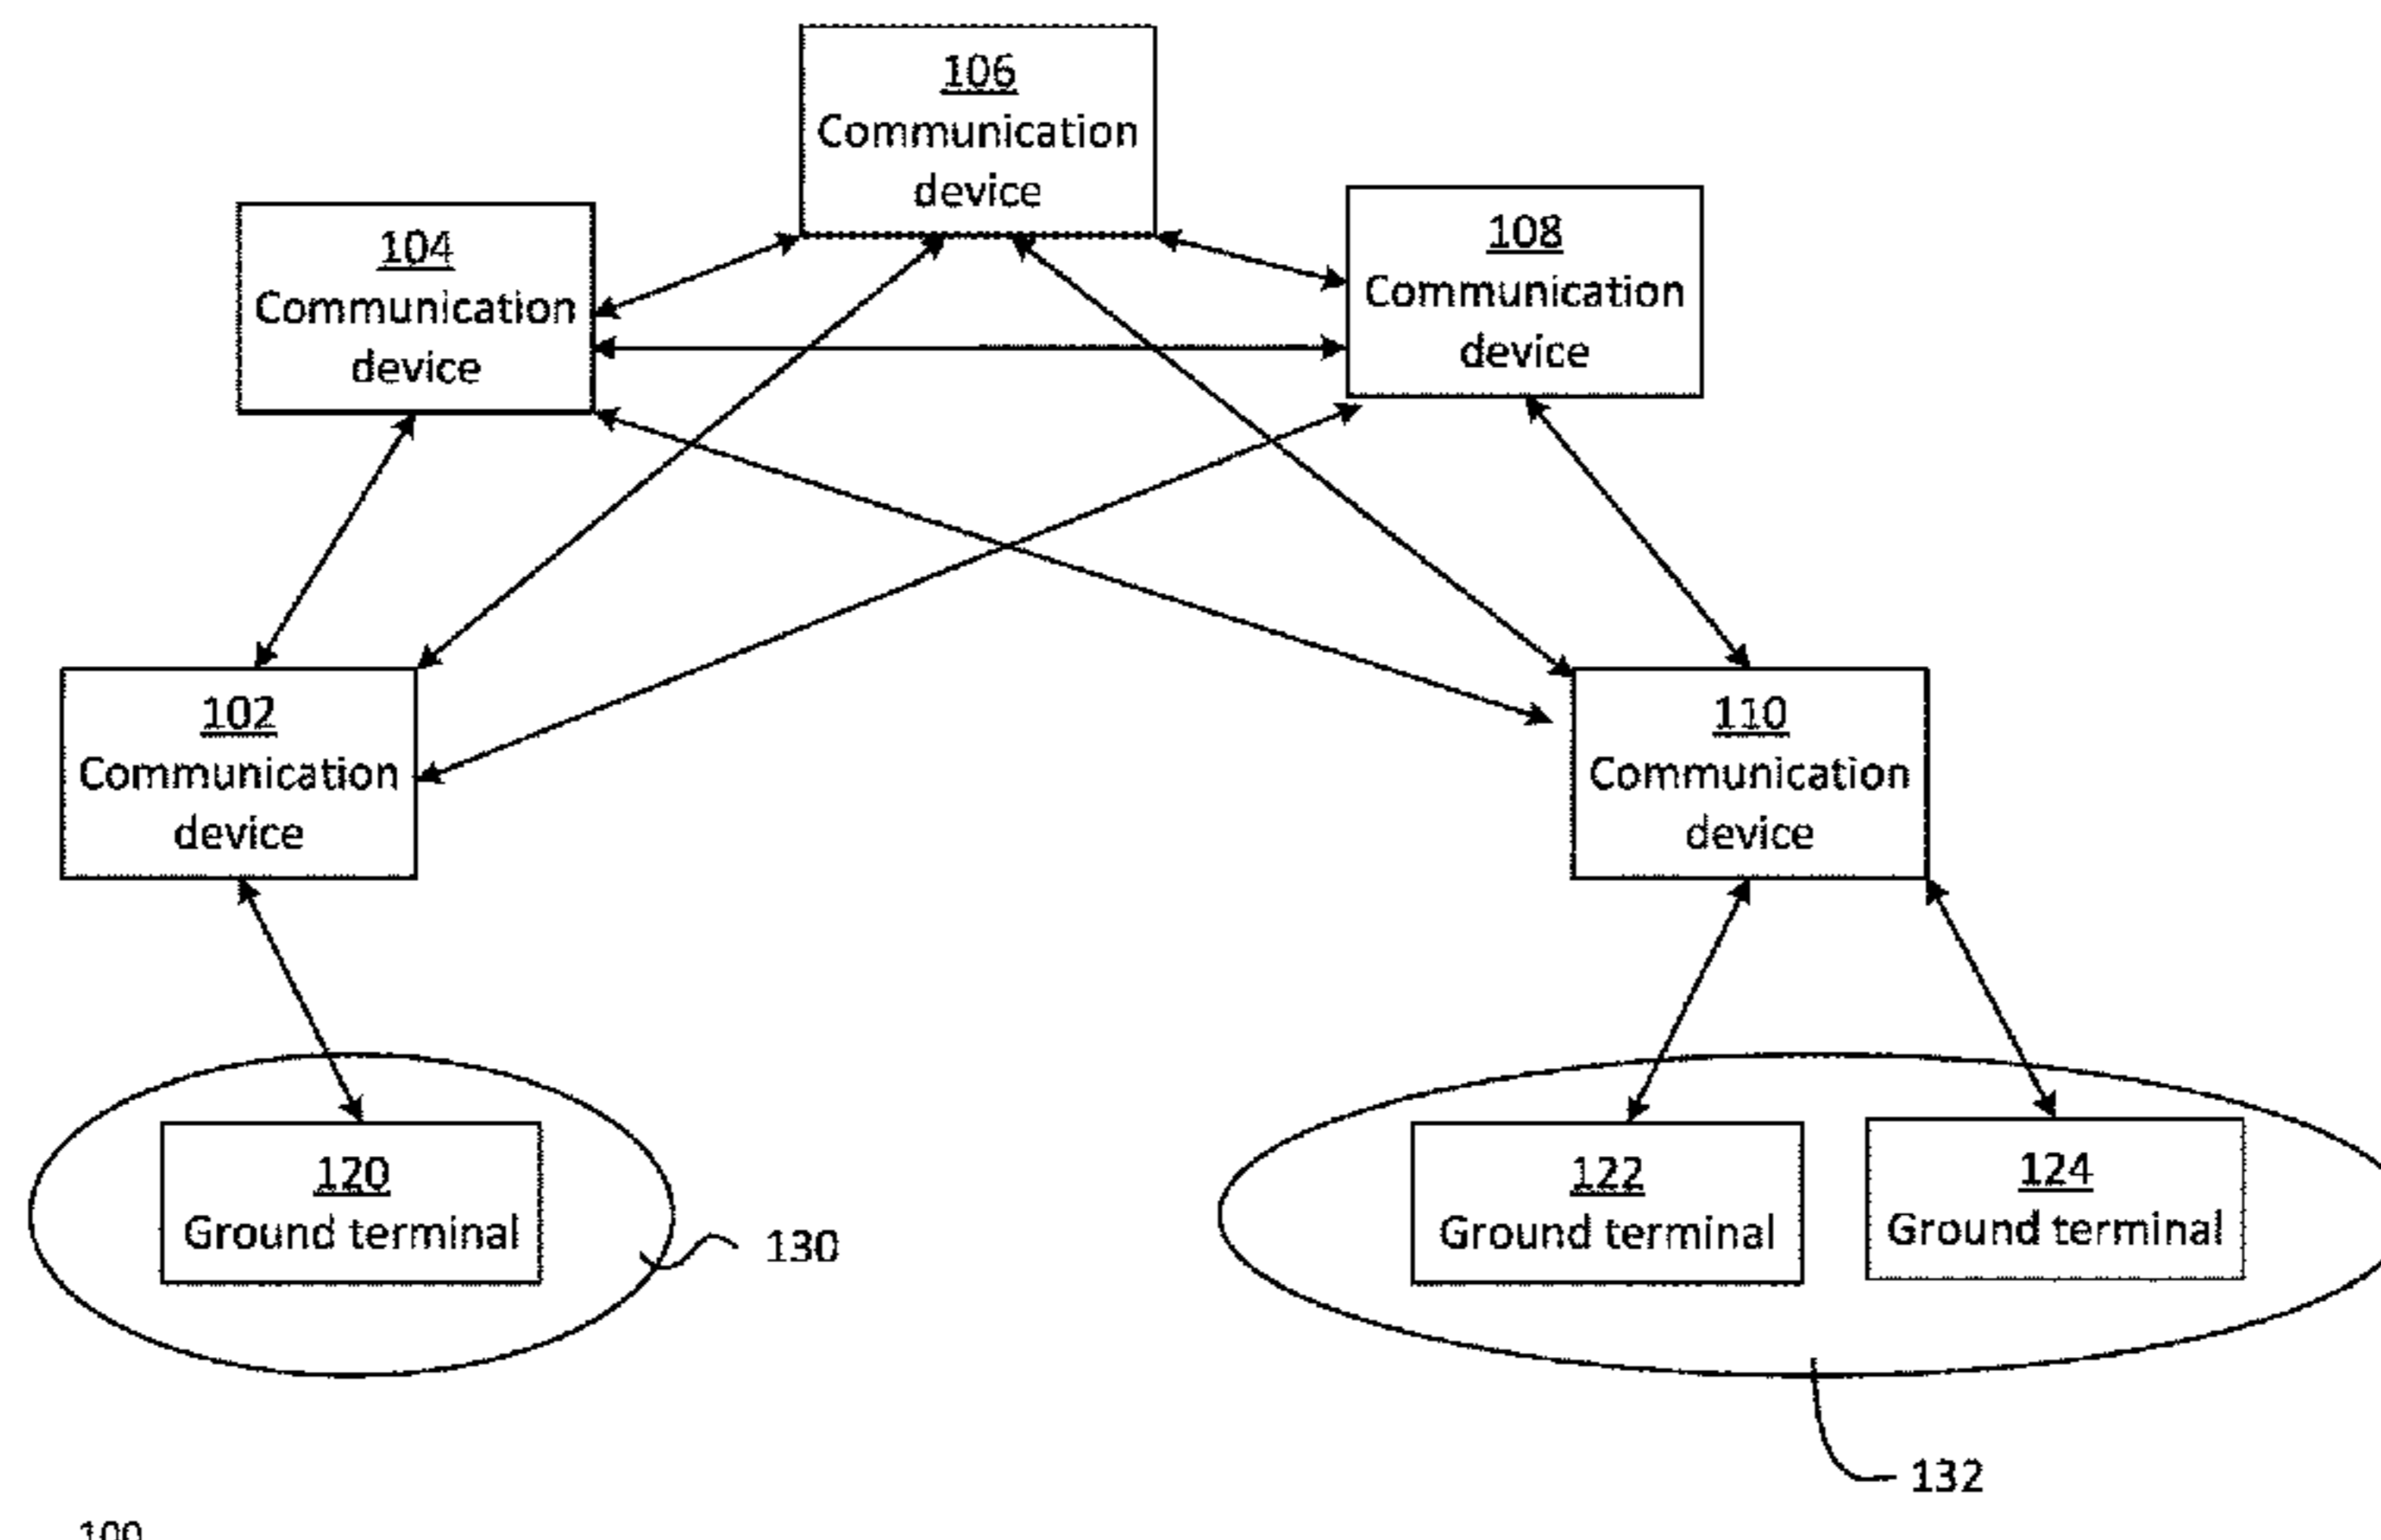 106
Communication
device
104
Communication
device
108
Communication
device
102
Communication
device
110
Communication
device
120
Ground terminal
130
122
Ground terminal
124
Ground terminal
132
100